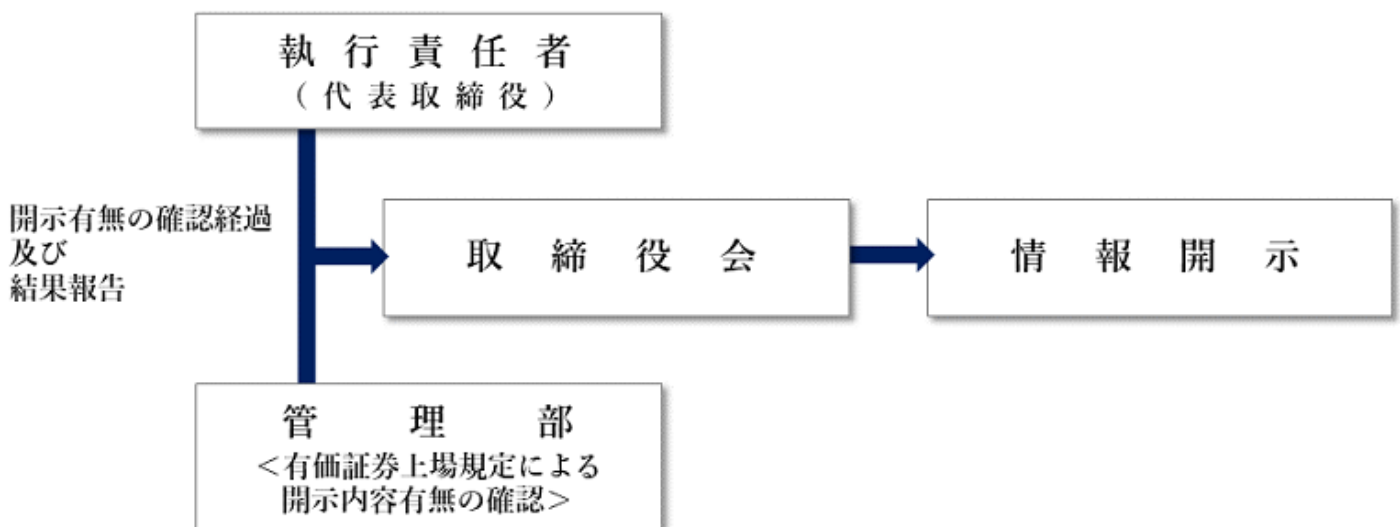 執行責任者
(代表取締役)
開示有無の確認経過
及び
結果報告
取締役会
情報開示
管理部
<有価証券上場規定による
開示内容有無の確認>